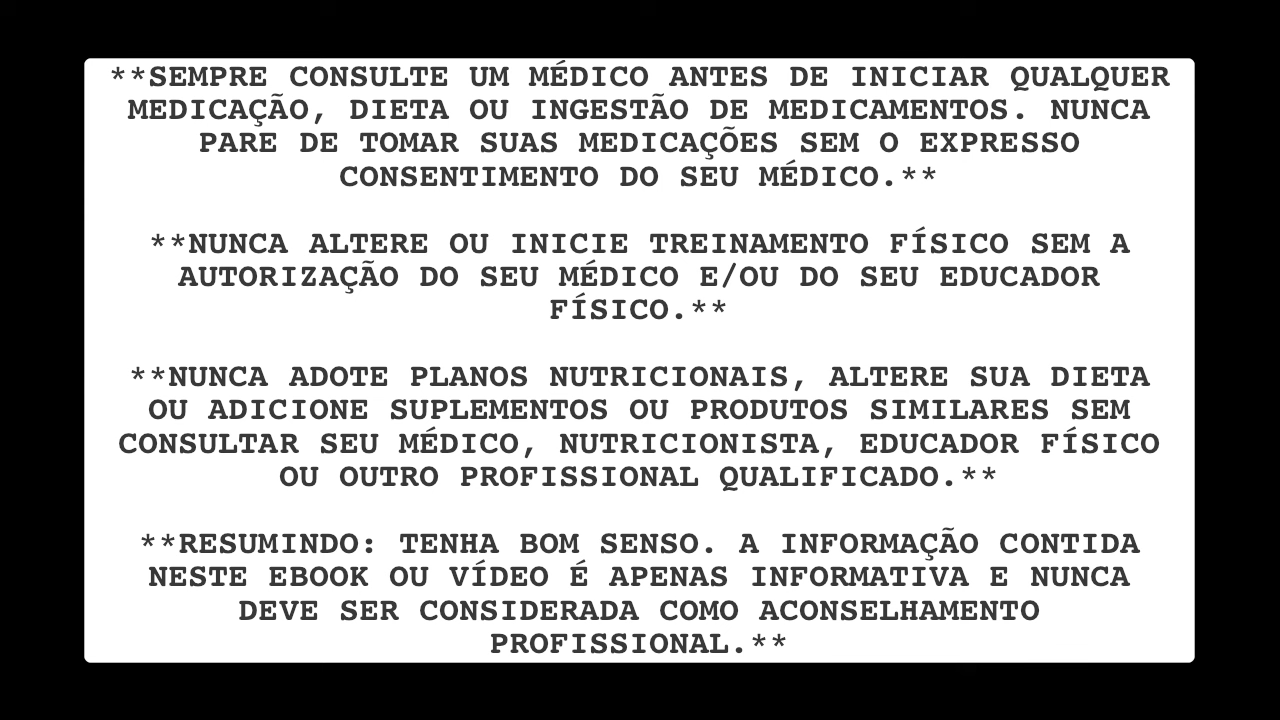 **SEMPRE CONSULTE UM MÉDICO ANTES DE INICIAR QUALQUER
MEDICAÇÃO, DIETA OU INGESTÃO DE MEDICAMENTOS. NUNCA
PARE DE TOMAR SUAS MEDICAÇÕES SEM O EXPRESSO
CONSENTIMENTO DO SEU MÉDICO.**
**NUNCA ALTERE OU INICIE TREINAMENTO FÍSICO SEM A
AUTORIZAÇÃO DO SEU MÉDICO E/OU DO SEU EDUCADOR
FÍSICO.**
**NUNCA ADOTE PLANOS NUTRICIONAIS, ALTERE SUA DIETA
OU ADICIONE SUPLEMENTOS OU PRODUTOS SIMILARES SEM
CONSULTAR SEU MÉDICO, NUTRICIONISTA, EDUCADOR FÍSICO
OU OUTRO PROFISSIONAL QUALIFICADO.**
**RESUMINDO: TENHA BOM SENSO. A INFORMAÇÃO CONTIDA
NESTE EBOOK OU VÍDEO É APENAS INFORMATIVA E NUNCA
DEVE SER CONSIDERADA COMO ACONSELHAMENTO
PROFISSIONAL.**